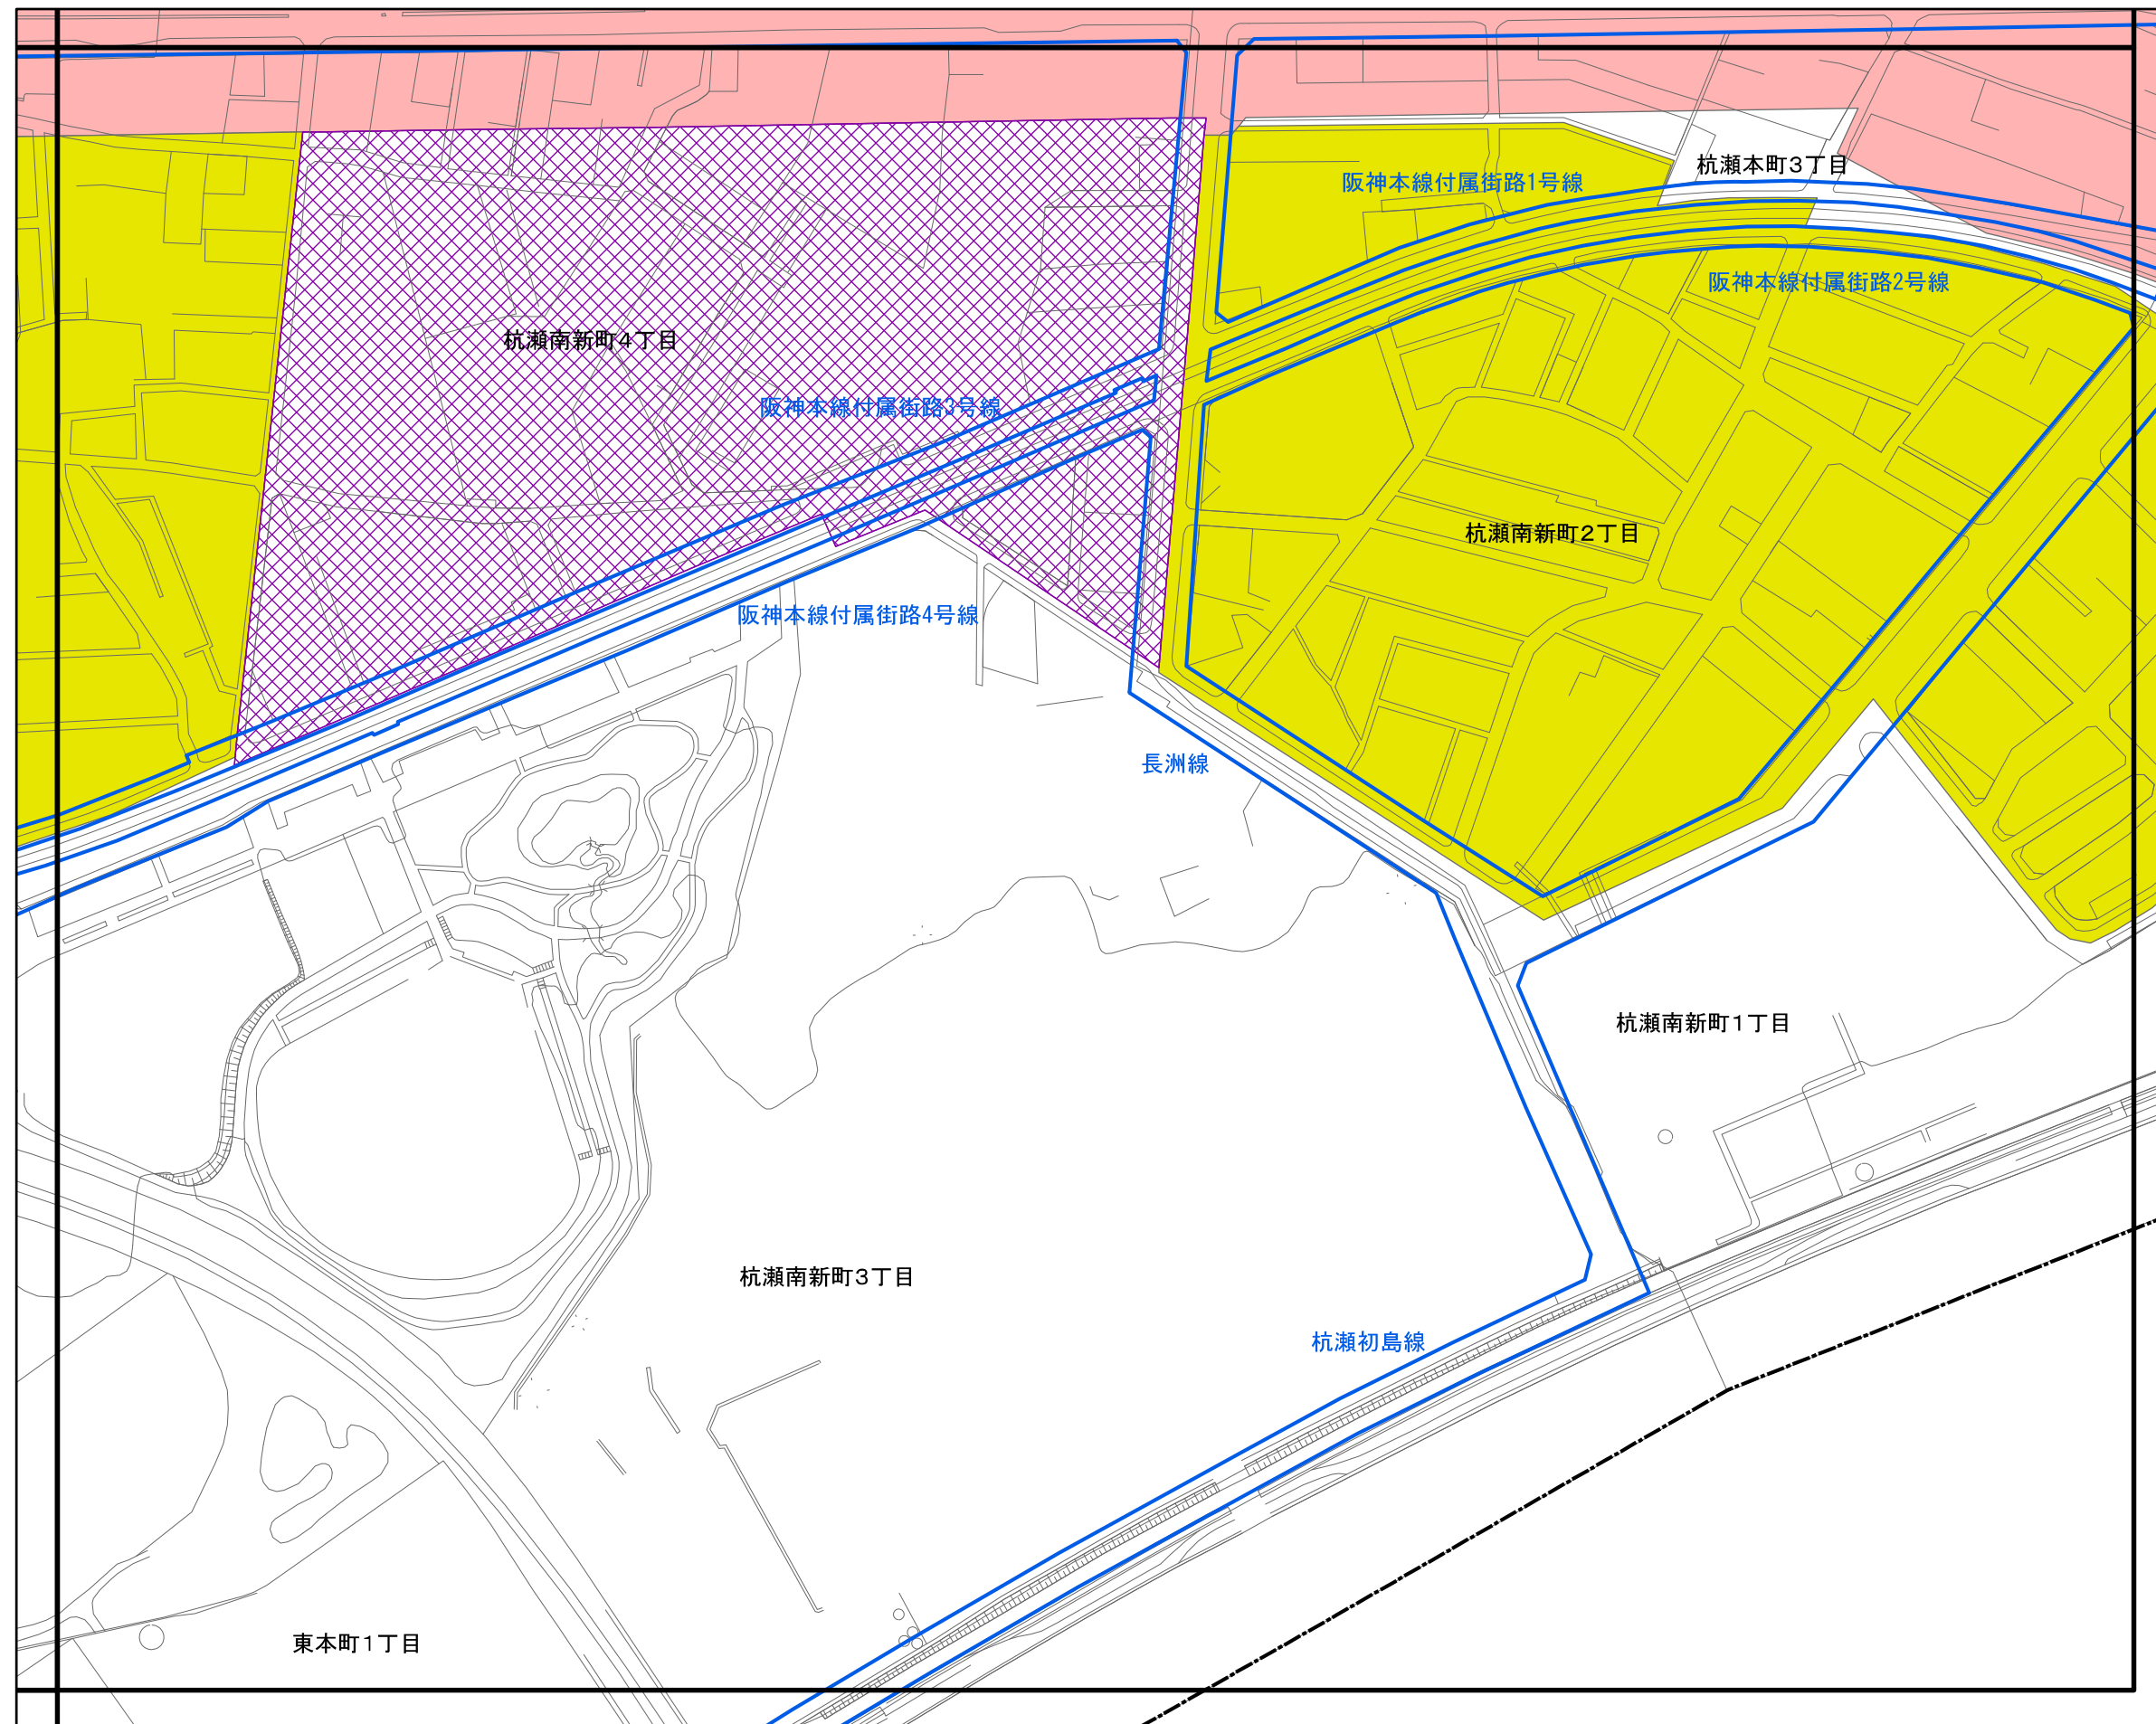 杭瀬本町3丁目
阪神本線付属街路1号線
阪神本線付属街路2号線
杭瀬南新町4丁目
阪神本線付属街路3号線
杭瀬南新町2丁目
阪神本線付属街路4号線
長洲線
杭瀬南新町1丁目
杭瀬南新町3丁目
杭瀬初島線
東本町1丁目